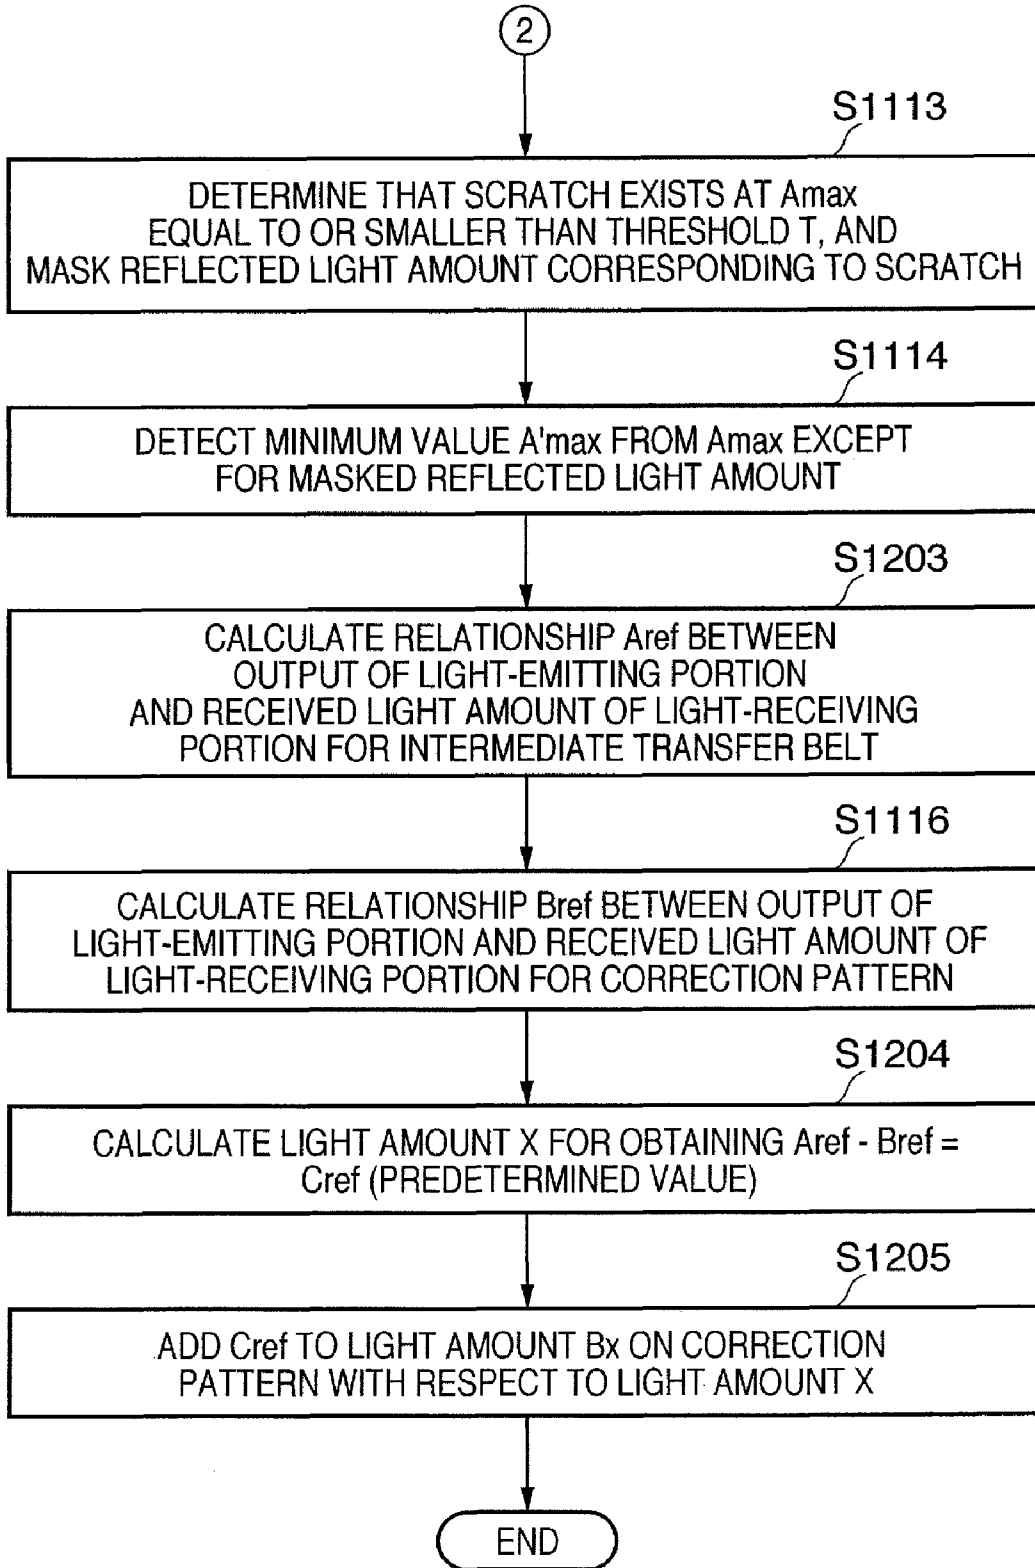 2
S1113
DETERMINE THAT SCRATCH EXISTS AT Amax
EQUAL TO OR SMALLER THAN THRESHOLD T, AND
MASK REFLECTED LIGHT AMOUNT CORRESPONDING TO SCRATCH
S1114
DETECT MINIMUM VALUE A'max FROM Amax EXCEPT
FOR MASKED REFLECTED LIGHT AMOUNT
S1203
CALCULATE RELATIONSHIP Aref BETWEEN
OUTPUT OF LIGHT-EMITTING PORTION
AND RECEIVED LIGHT AMOUNT OF LIGHT-RECEIVING
PORTION FOR INTERMEDIATE TRANSFER BELT
S1116
CALCULATE RELATIONSHIP Bref BETWEEN OUTPUT OF
LIGHT-EMITTING PORTION AND RECEIVED LIGHT AMOUNT OF
LIGHT-RECEIVING PORTION FOR CORRECTION PATTERN
S1204
CALCULATE LIGHT AMOUNT X FOR OBTAINING Aref - Bref =
Cref (PREDETERMINED VALUE)
S1205
ADD Cref TO LIGHT AMOUNT Bx ON CORRECTION
PATTERN WITH RESPECT TO LIGHT AMOUNT X
END